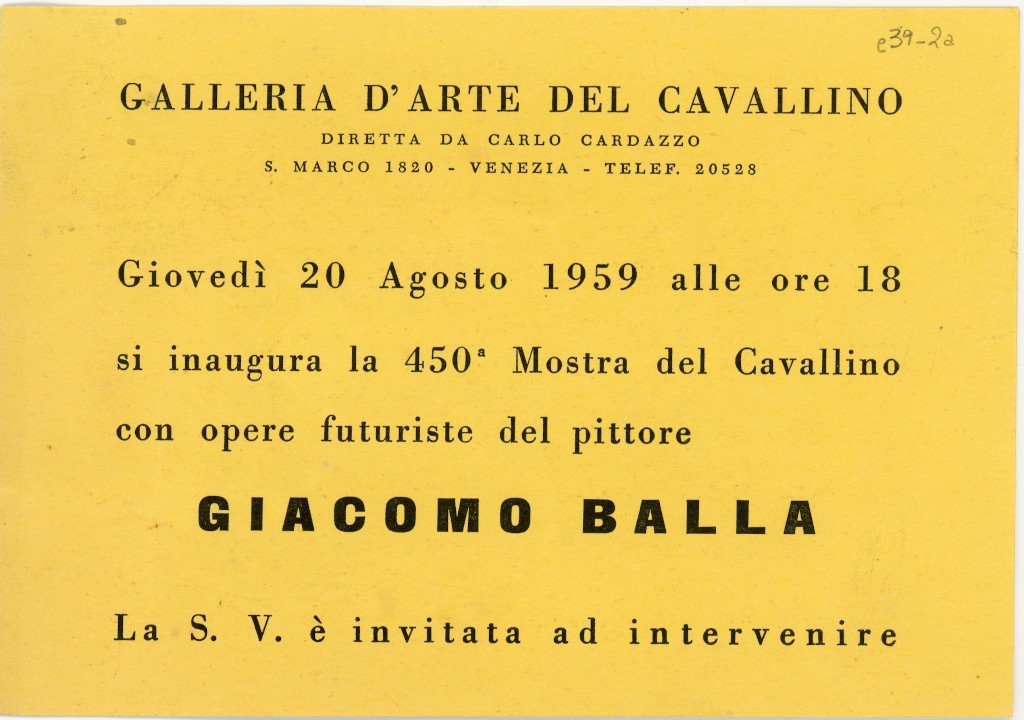 e39-2a
GALLERIA D'ARTE DEL CAVALLINO
DIRETTA DA CARLO CARDAZZO
S. MARCO 1820 - VENEZIA - TELEF. 20528
Giovedì 20 Agosto 1959 alle ore 18
si inaugura la 450ª Mostra del Cavallino
con opere futuriste del pittore
GIACOMO BALLA
La S. V. è invitata ad intervenire